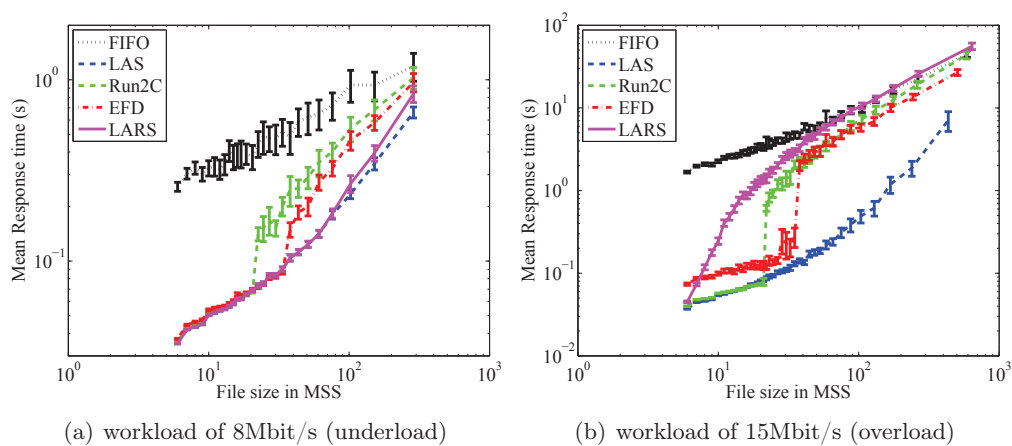 FIFO
LAS
Run2C
EFD
LARS
10^0
10^-1
Mean Response time (s)
10^0
10^1
10^2
10^3
File size in MSS
(a) workload of 8Mbit/s (underload)
FIFO
LAS
Run2C
EFD
LARS
10^2
10^1
10^0
10^-1
10^-2
Mean Response time (s)
10^0
10^1
10^2
10^3
File size in MSS
(b) workload of 15Mbit/s (overload)